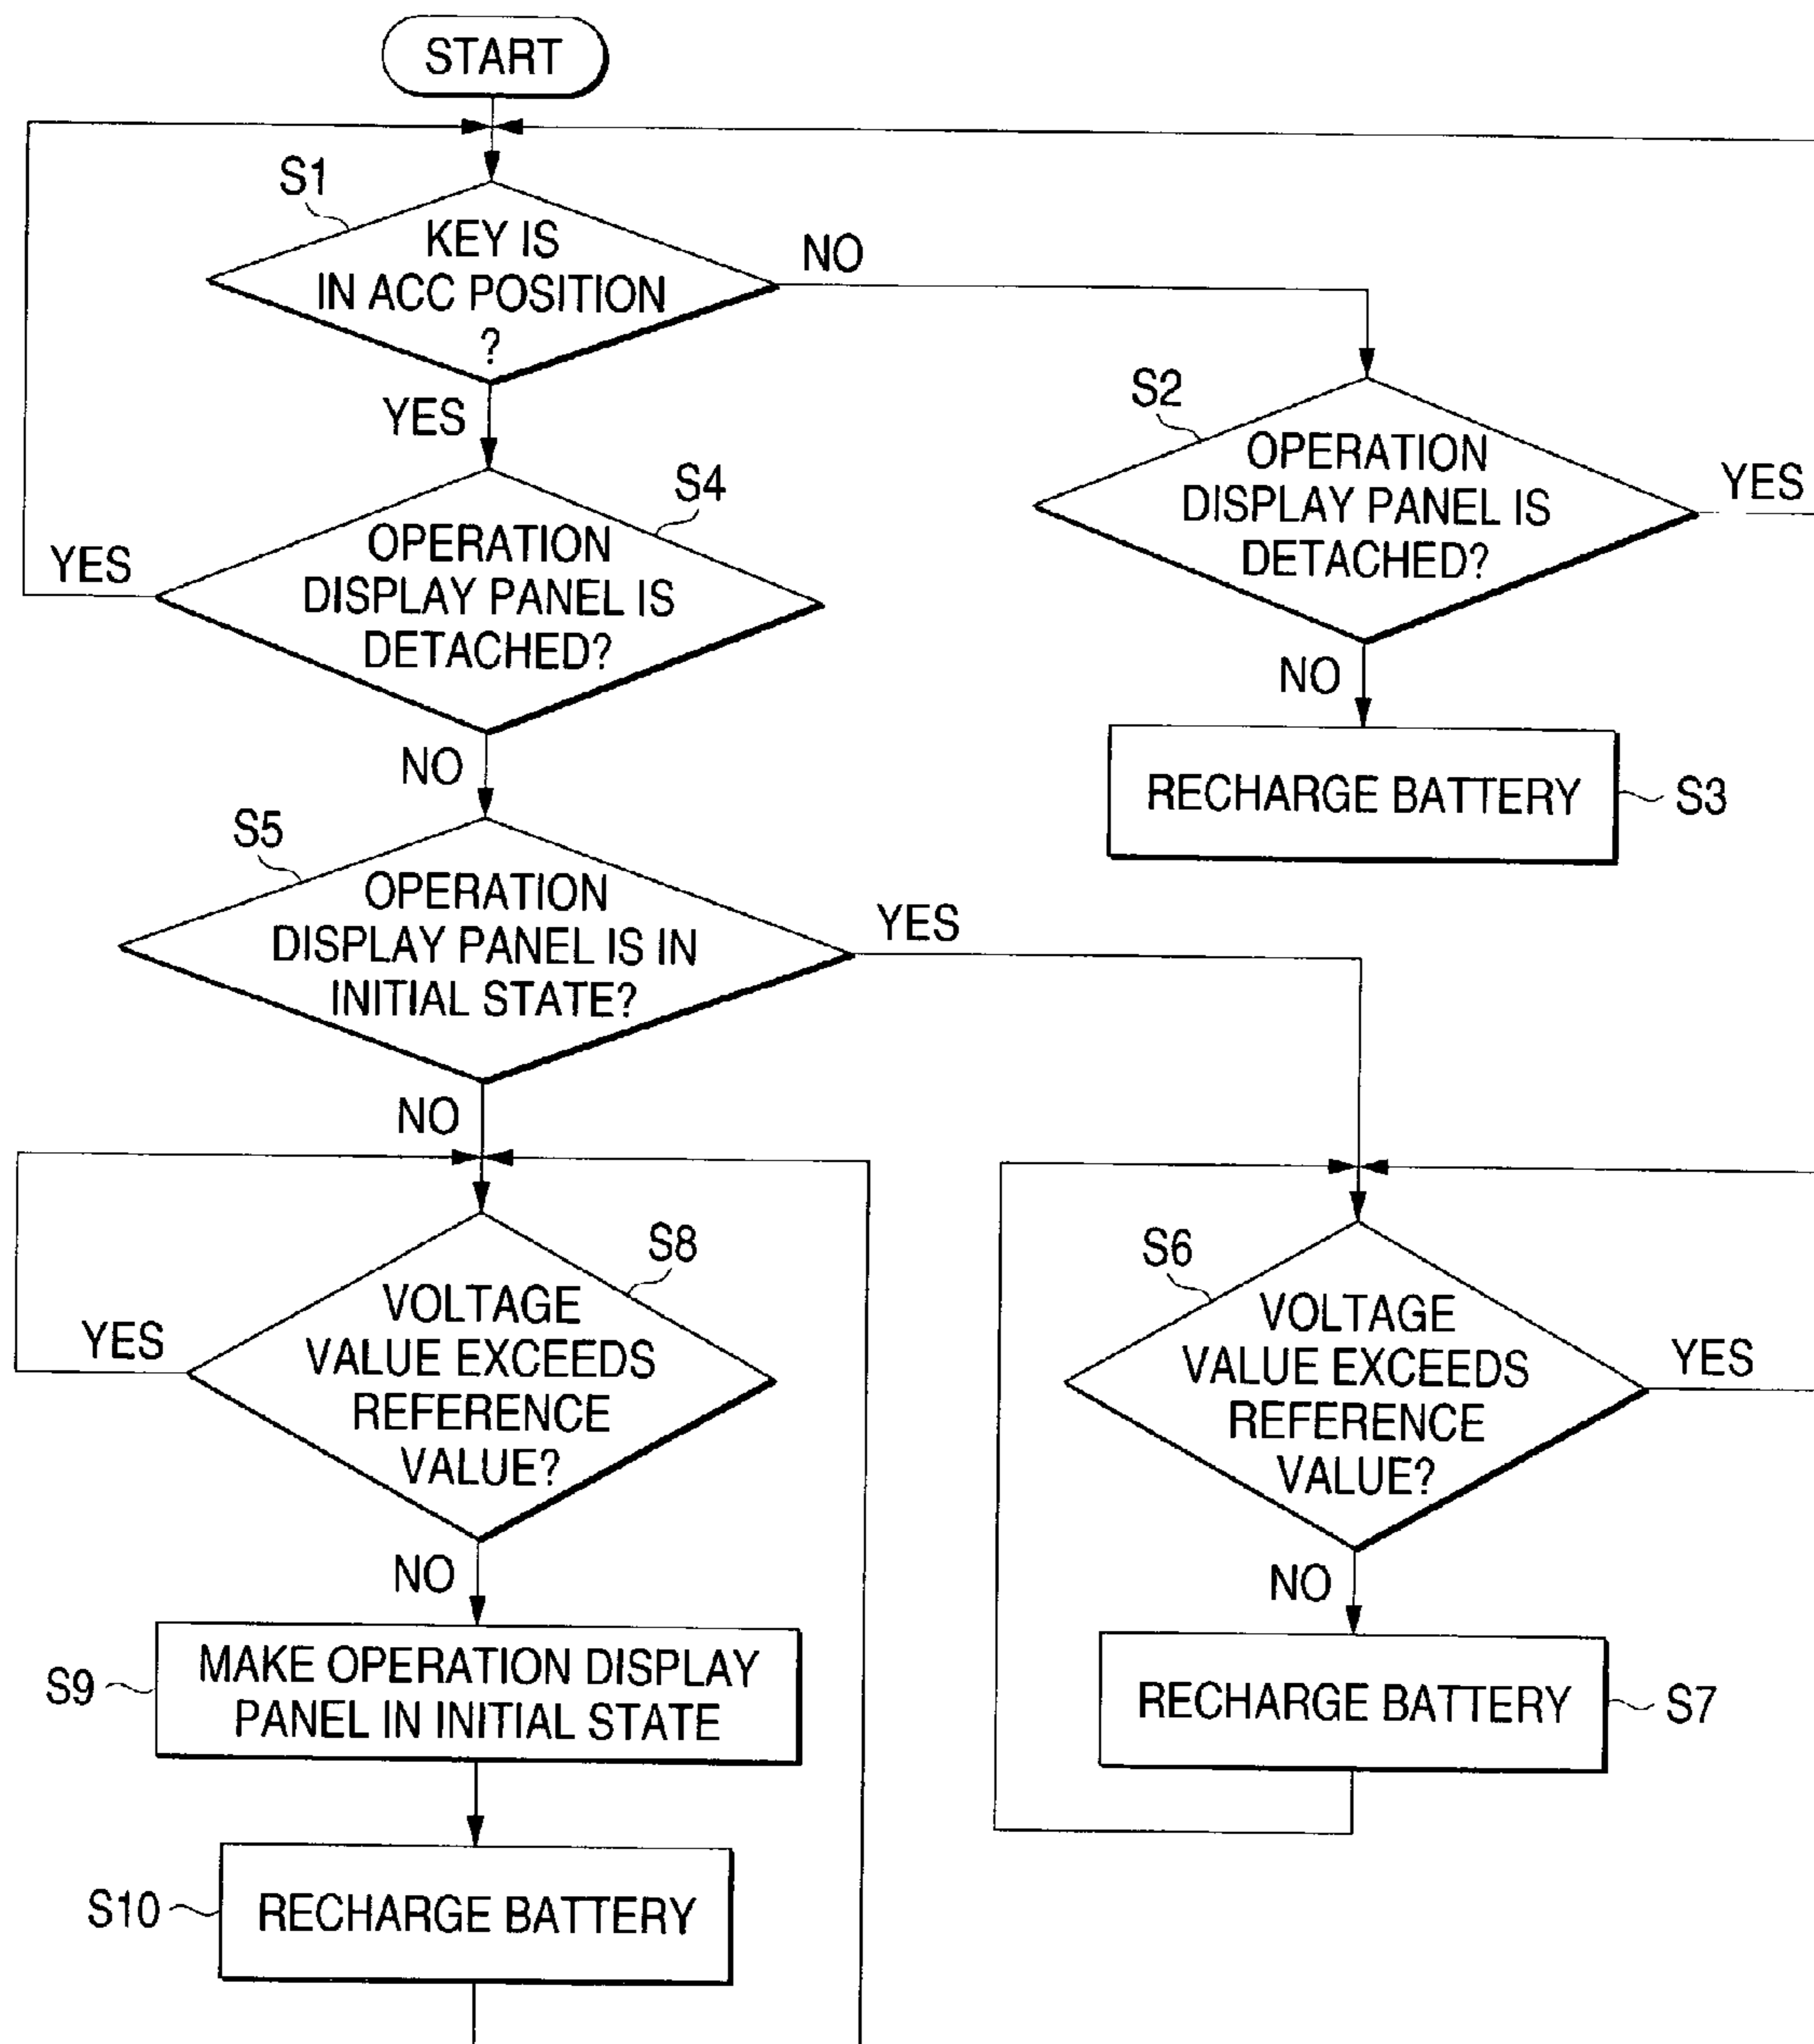 START
S1
KEY IS
IN ACC POSITION
?
NO
YES
S2
OPERATION
DISPLAY PANEL IS
DETACHED?
YES
NO
RECHARGE BATTERY
S3
S4
OPERATION
DISPLAY PANEL IS
DETACHED?
YES
NO
S5
OPERATION
DISPLAY PANEL IS IN
INITIAL STATE?
YES
NO
S8
VOLTAGE
VALUE EXCEEDS
REFERENCE
VALUE?
YES
NO
S6
VOLTAGE
VALUE EXCEEDS
REFERENCE
VALUE?
YES
NO
S9
MAKE OPERATION DISPLAY
PANEL IN INITIAL STATE
RECHARGE BATTERY
S7
S10
RECHARGE BATTERY